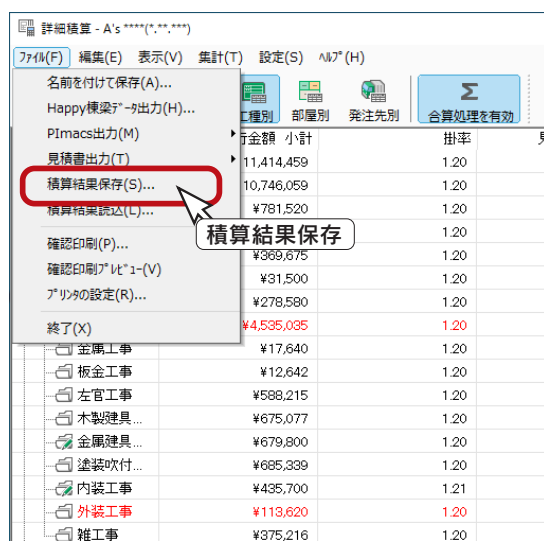 詳細積算 - A's ****(*.**.***)
ﾌｧｲﾙ(F) 編集(E) 表示(V) 集計(T) 設定(S) ﾍﾙﾌﾟ(H)
名前を付けて保存(A)...
Happy棟梁ﾃﾞｰﾀ出力(H)...
PImacs出力(M)
見積書出力(T)
積算結果保存(S)...
積算結果読込(L)...
確認印刷(P)...
確認印刷ﾌﾟﾚﾋﾞｭｰ(V)
ﾌﾟﾘﾝﾀの設定(R)...
終了(X)
工種別 部屋別 発注先別 Σ 合算処理を有効
行金額 小計 掛率
11,414,459 1.20
10,746,059 1.20
¥781,520 1.20
積算結果保存 1.20
¥369,675 1.20
¥31,500 1.20
¥278,580 1.20
¥4,535,035 1.20
金属工事 ¥17,640 1.20
板金工事 ¥12,642 1.20
左官工事 ¥588,215 1.20
木製建具... ¥675,077 1.20
金属建具... ¥679,800 1.20
塗装吹付... ¥685,339 1.20
内装工事 ¥435,700 1.21
外装工事 ¥113,620 1.20
雑工事 ¥375,216 1.20